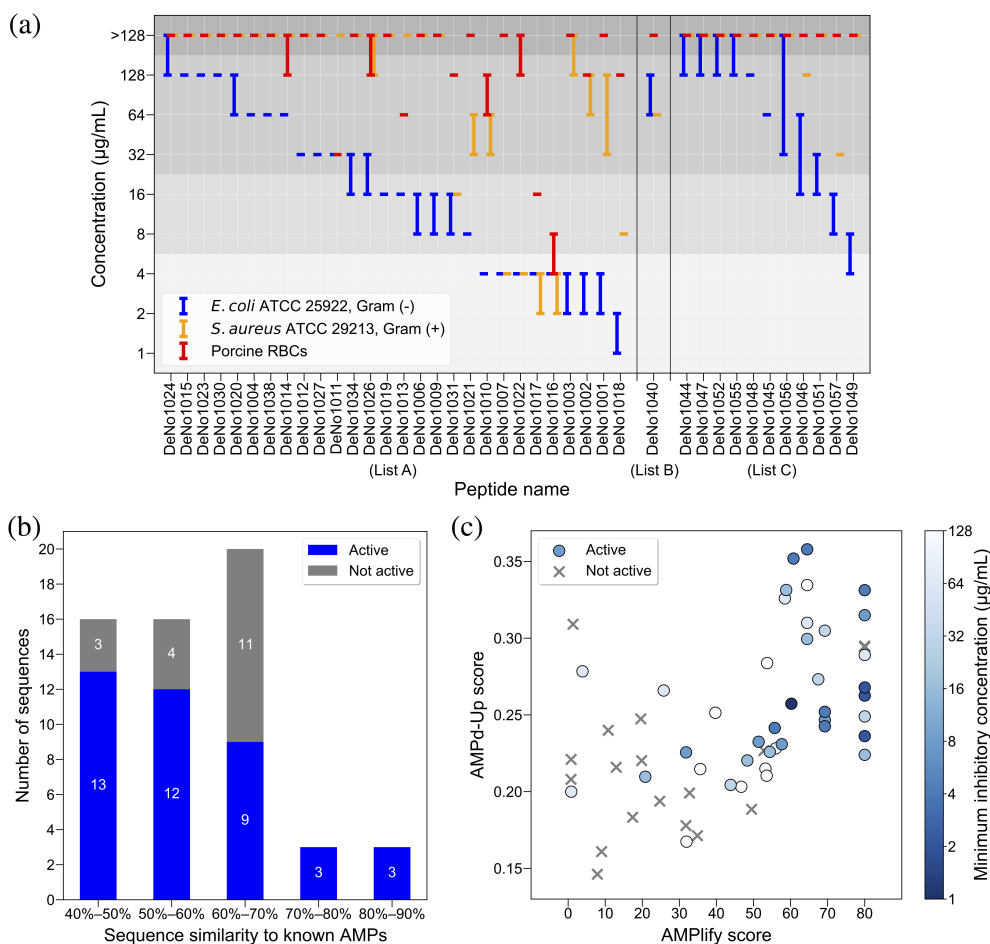 (a)
Concentration (µg/mL)
>128
128
64
32
16
8
4
2
1
E. coli ATCC 25922, Gram (-)
S. aureus ATCC 29213, Gram (+)
Porcine RBCs
DeNo1024
DeNo1015
DeNo1023
DeNo1030
DeNo1020
DeNo1004
DeNo1038
DeNo1014
DeNo1012
DeNo1027
DeNo1011
DeNo1034
DeNo1026
DeNo1019
DeNo1013
DeNo1006
DeNo1009
DeNo1031
DeNo1021
DeNo1010
DeNo1007
DeNo1022
DeNo1017
DeNo1016
DeNo1003
DeNo1002
DeNo1001
DeNo1018
DeNo1040
DeNo1044
DeNo1047
DeNo1052
DeNo1055
DeNo1048
DeNo1045
DeNo1056
DeNo1046
DeNo1051
DeNo1057
DeNo1049
(List A) (List B) (List C)
Peptide name
(b)
Number of sequences
20
18
16
14
12
10
8
6
4
2
0
Active
Not active
3
13
4
12
11
9
3
3
40%–50% 50%–60% 60%–70% 70%–80% 80%–90%
Sequence similarity to known AMPs
(c)
AMPd-Up score
0.35
0.30
0.25
0.20
0.15
Active
Not active
0 10 20 30 40 50 60 70 80
AMPlify score
128
64
32
16
8
4
2
1
Minimum inhibitory concentration (µg/mL)